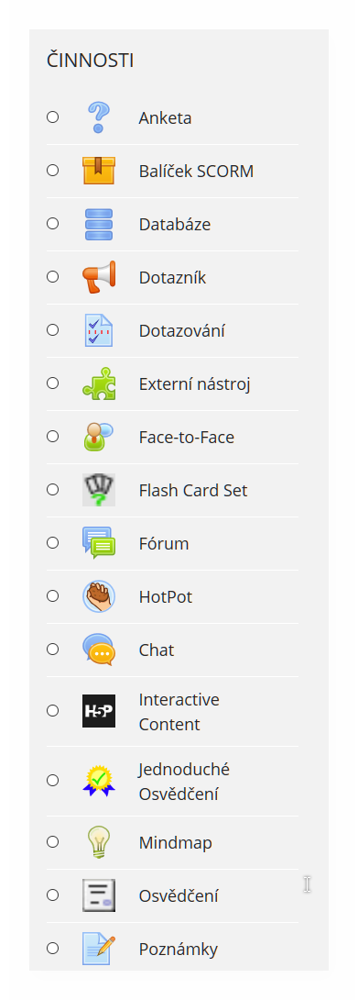 ČINNOSTI
Anketa
Balíček SCORM
Databáze
Dotazník
Dotazování
Externí nástroj
Face-to-Face
Flash Card Set
Fórum
HotPot
Chat
H5P
Interactive
Content
Jednoduché
Osvědčení
Mindmap
Osvědčení
Poznámky